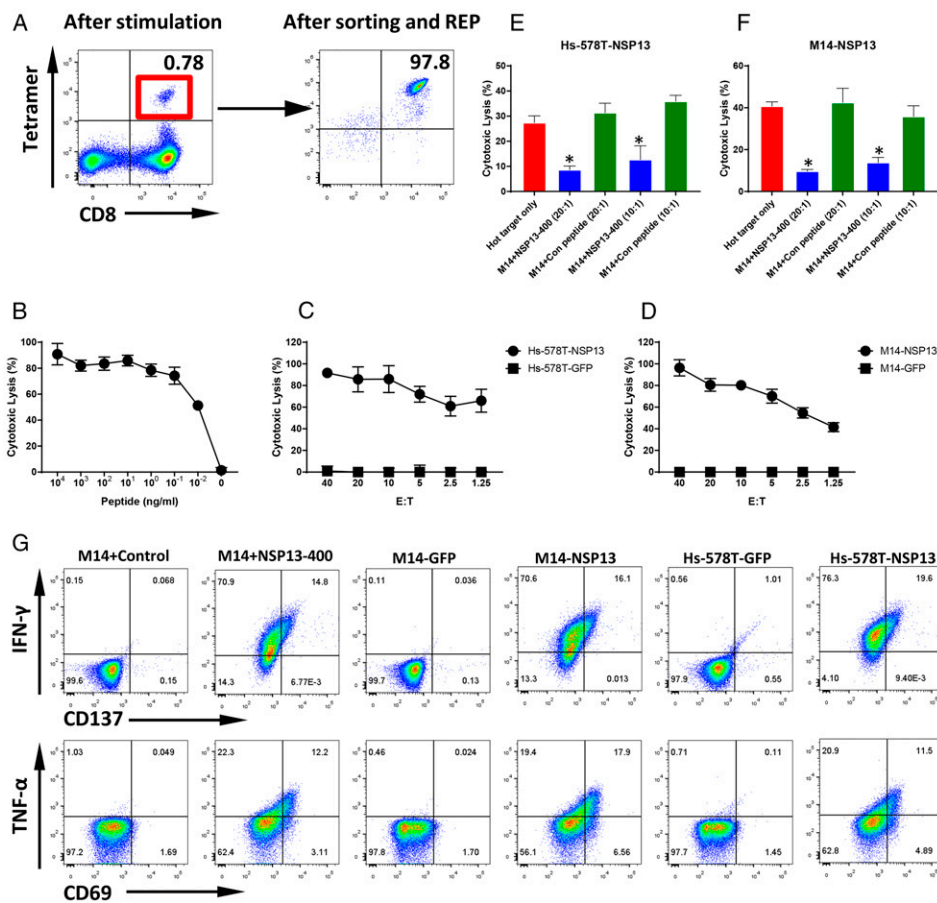 A
After stimulation
After sorting and REP
0.78
97.8
Tetramer
CD8
E
Hs-578T-NSP13
Cytotoxic Lysis (%)
50
40
30
20
10
0
*
*
Hot target only
M14+NSP13-400 (20:1)
M14+Con peptide (20:1)
M14+NSP13-400 (10:1)
M14+Con peptide (10:1)
F
M14-NSP13
Cytotoxic Lysis (%)
60
40
20
0
*
*
Hot target only
M14+NSP13-400 (20:1)
M14+Con peptide (20:1)
M14+NSP13-400 (10:1)
M14+Con peptide (10:1)
B
Cytotoxic Lysis (%)
100
80
60
40
20
0
10^4 10^3 10^2 10^1 10^0 10^-1 10^-2 0
Peptide (ng/ml)
C
Cytotoxic Lysis (%)
120
100
80
60
40
20
0
40 20 10 5 2.5 1.25
E:T
Hs-578T-NSP13
Hs-578T-GFP
D
Cytotoxic Lysis (%)
120
100
80
60
40
20
0
40 20 10 5 2.5 1.25
E:T
M14-NSP13
M14-GFP
G
M14+Control M14+NSP13-400 M14-GFP M14-NSP13 Hs-578T-GFP Hs-578T-NSP13
IFN-γ
0.15 0.068 70.9 14.8 0.11 0.036 70.6 16.1 0.56 1.01 76.3 19.6
99.6 0.15 14.3 6.77E-3 99.7 0.13 13.3 0.013 97.9 0.55 4.10 9.40E-3
CD137
TNF-α
1.03 0.049 22.3 12.2 0.46 0.024 19.4 17.9 0.71 0.11 20.9 11.5
97.2 1.69 62.4 3.11 97.8 1.70 56.1 6.56 97.7 1.45 62.8 4.89
CD69